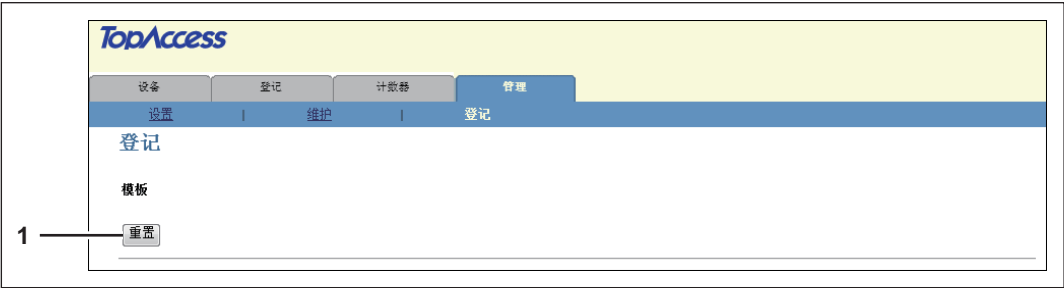 TopAccess
设备 登记 计数器 管理
设置 | 维护 | 登记
登记
模板
1 重置